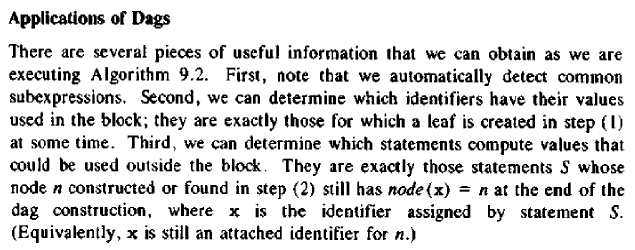 Applications of Dags
There are several pieces of useful information that we can obtain as we are
executing Algorithm 9.2. First, note that we automatically detect common
subexpressions. Second, we can determine which identifiers have their values
used in the block; they are exactly those for which a leaf is created in step (1)
at some time. Third, we can determine which statements compute values that
could be used outside the block. They are exactly those statements S whose
node n constructed or found in step (2) still has node(x) = n at the end of the
dag construction, where x is the identifier assigned by statement S.
(Equivalently, x is still an attached identifier for n.)